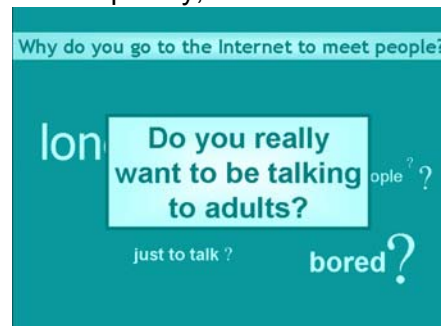 Why do you go to the Internet to meet people?
Do you really
want to be talking
to adults?
?
just to talk ?
bored?